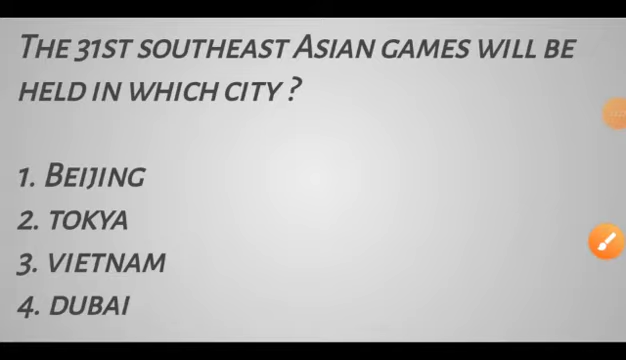 The 31st southeast Asian games will be
held in which city ?
1. Beijing
2. tokya
3. vietnam
4. dubai